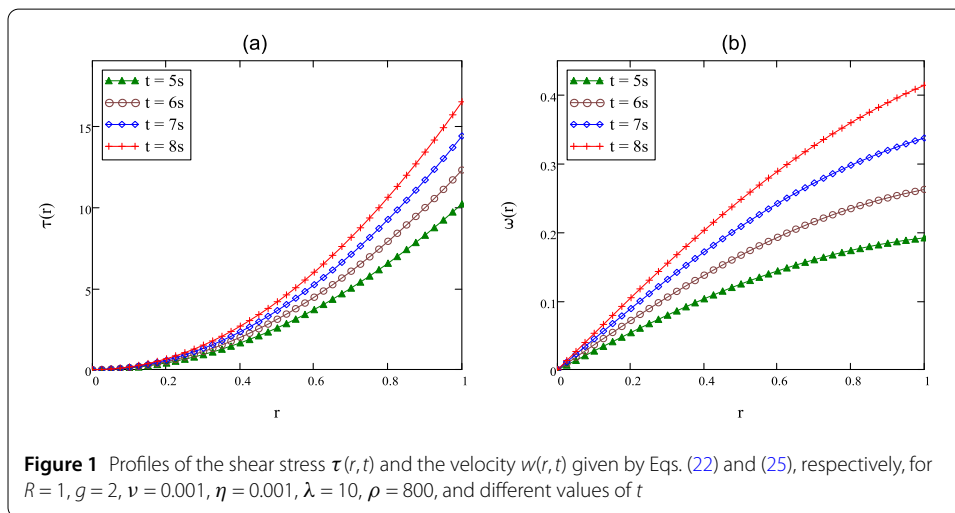 (a)
t = 5s
t = 6s
t = 7s
t = 8s
15
10
5
0
τ(r)
0 0.2 0.4 0.6 0.8 1
r
(b)
t = 5s
t = 6s
t = 7s
t = 8s
0.4
0.3
0.2
0.1
0
ω(r)
0 0.2 0.4 0.6 0.8 1
r
Figure 1 Profiles of the shear stress τ(r, t) and the velocity w(r, t) given by Eqs. (22) and (25), respectively, for
R = 1, g = 2, ν = 0.001, η = 0.001, λ = 10, ρ = 800, and different values of t